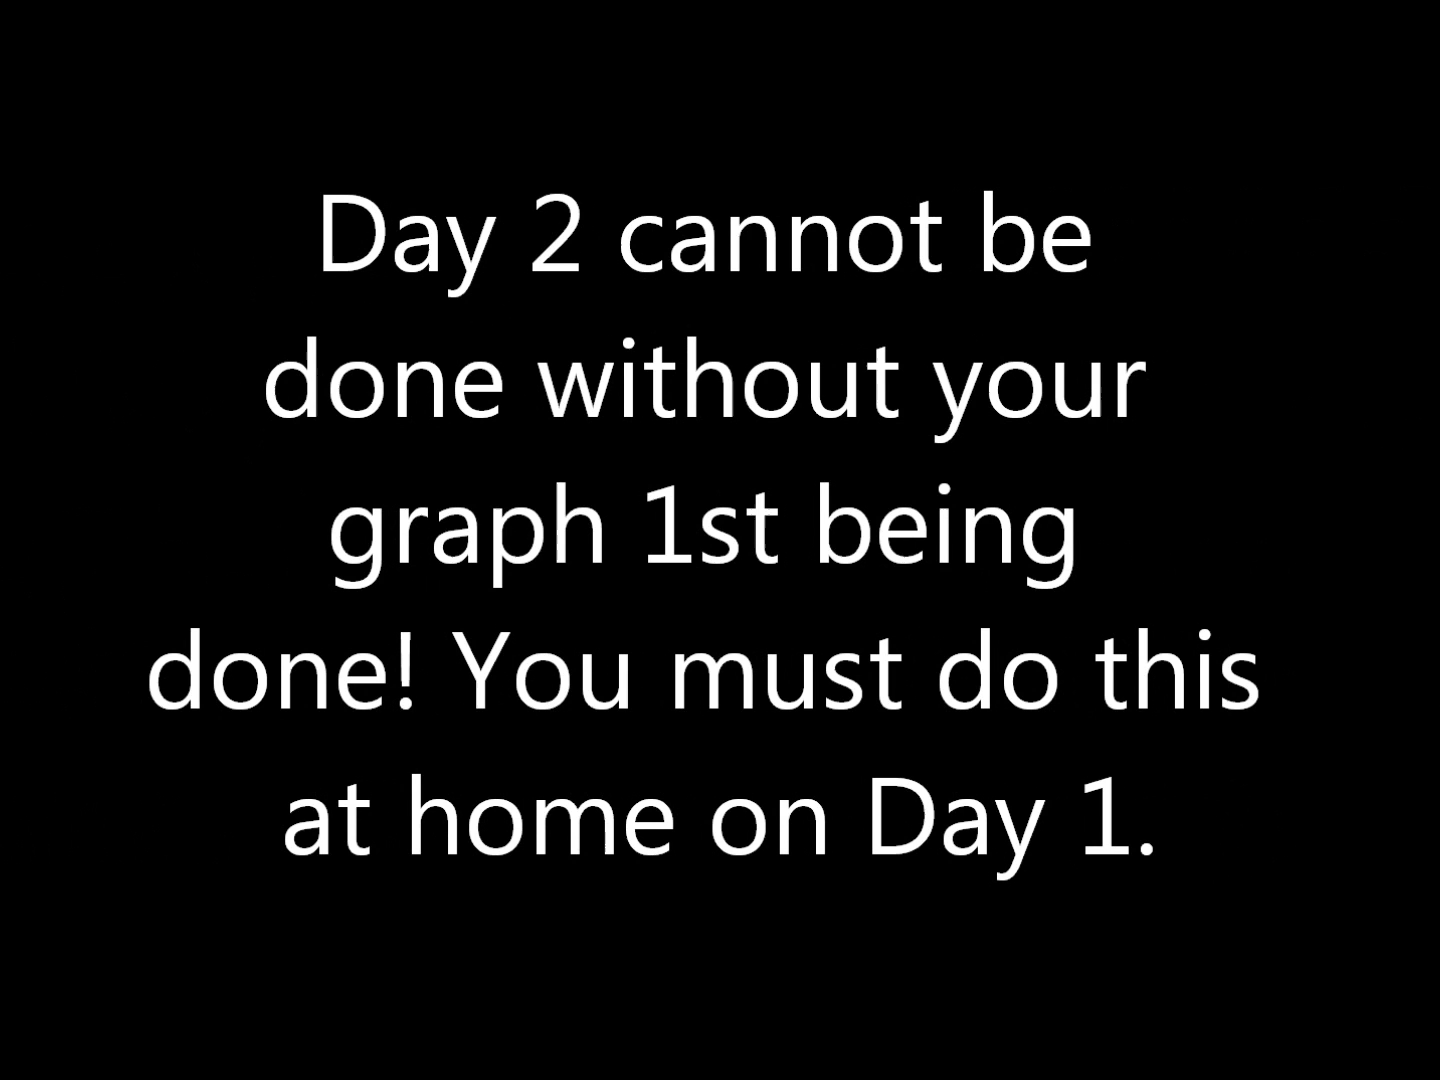 Day 2 cannot be
done without your
graph 1st being
done! You must do this
at home on Day 1.